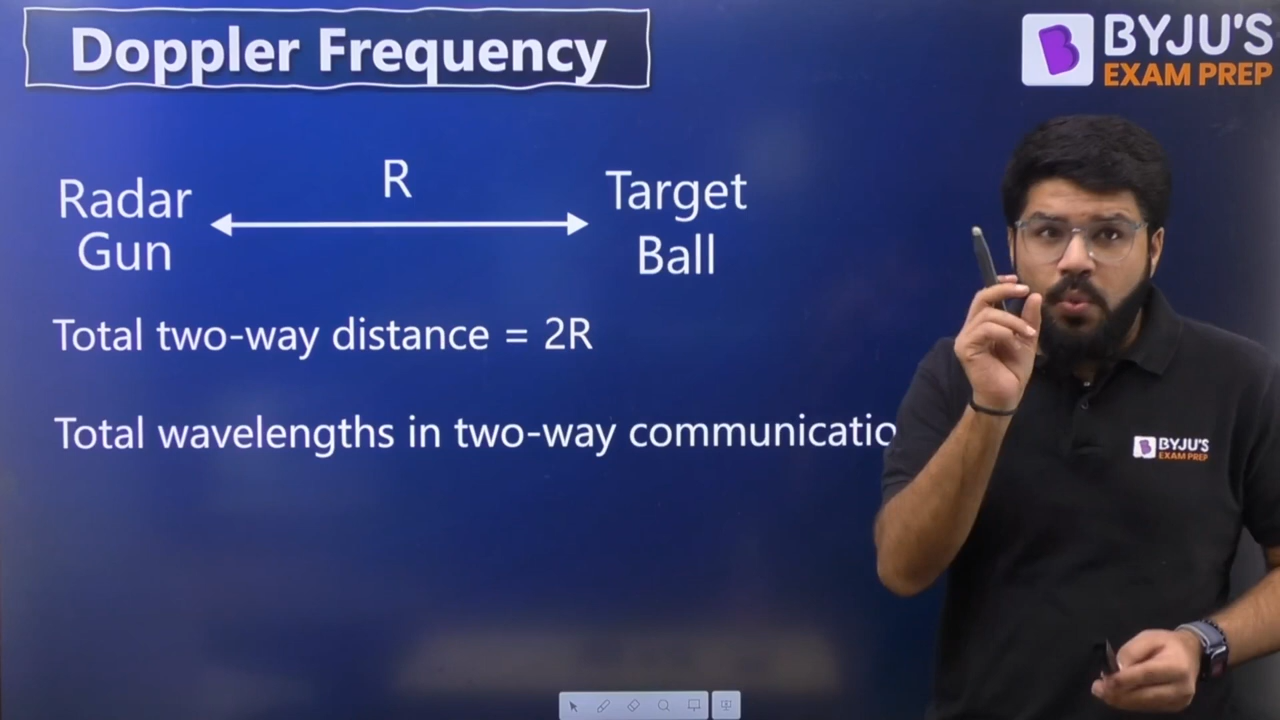 Doppler Frequency
BYJU'S
EXAM PREP
R
Radar
Gun
Target
Ball
Total two-way distance = 2R
Total wavelengths in two-way communicatio
BYJU'S
EXAM PREP